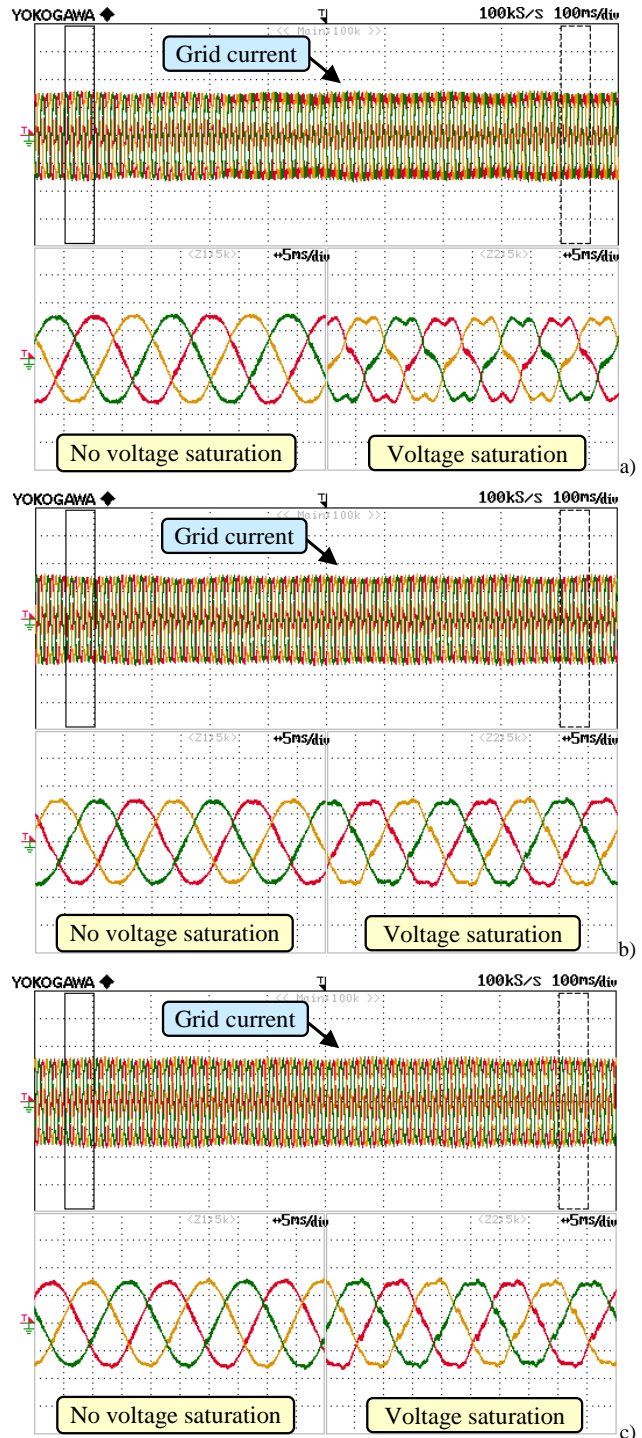 YOKOGAWA ◆ 100kS/s 100ms/div
<< Main:100k >>
Grid current
T
<Z1:5k> ↔5ms/div <Z2:5k> ↔5ms/div
T
No voltage saturation Voltage saturation a)
YOKOGAWA ◆ 100kS/s 100ms/div
<< Main:100k >>
Grid current
T
<Z1:5k> ↔5ms/div <Z2:5k> ↔5ms/div
T
No voltage saturation Voltage saturation b)
YOKOGAWA ◆ 100kS/s 100ms/div
<< Main:100k >>
Grid current
T
<Z1:5k> ↔5ms/div <Z2:5k> ↔5ms/div
T
No voltage saturation Voltage saturation c)